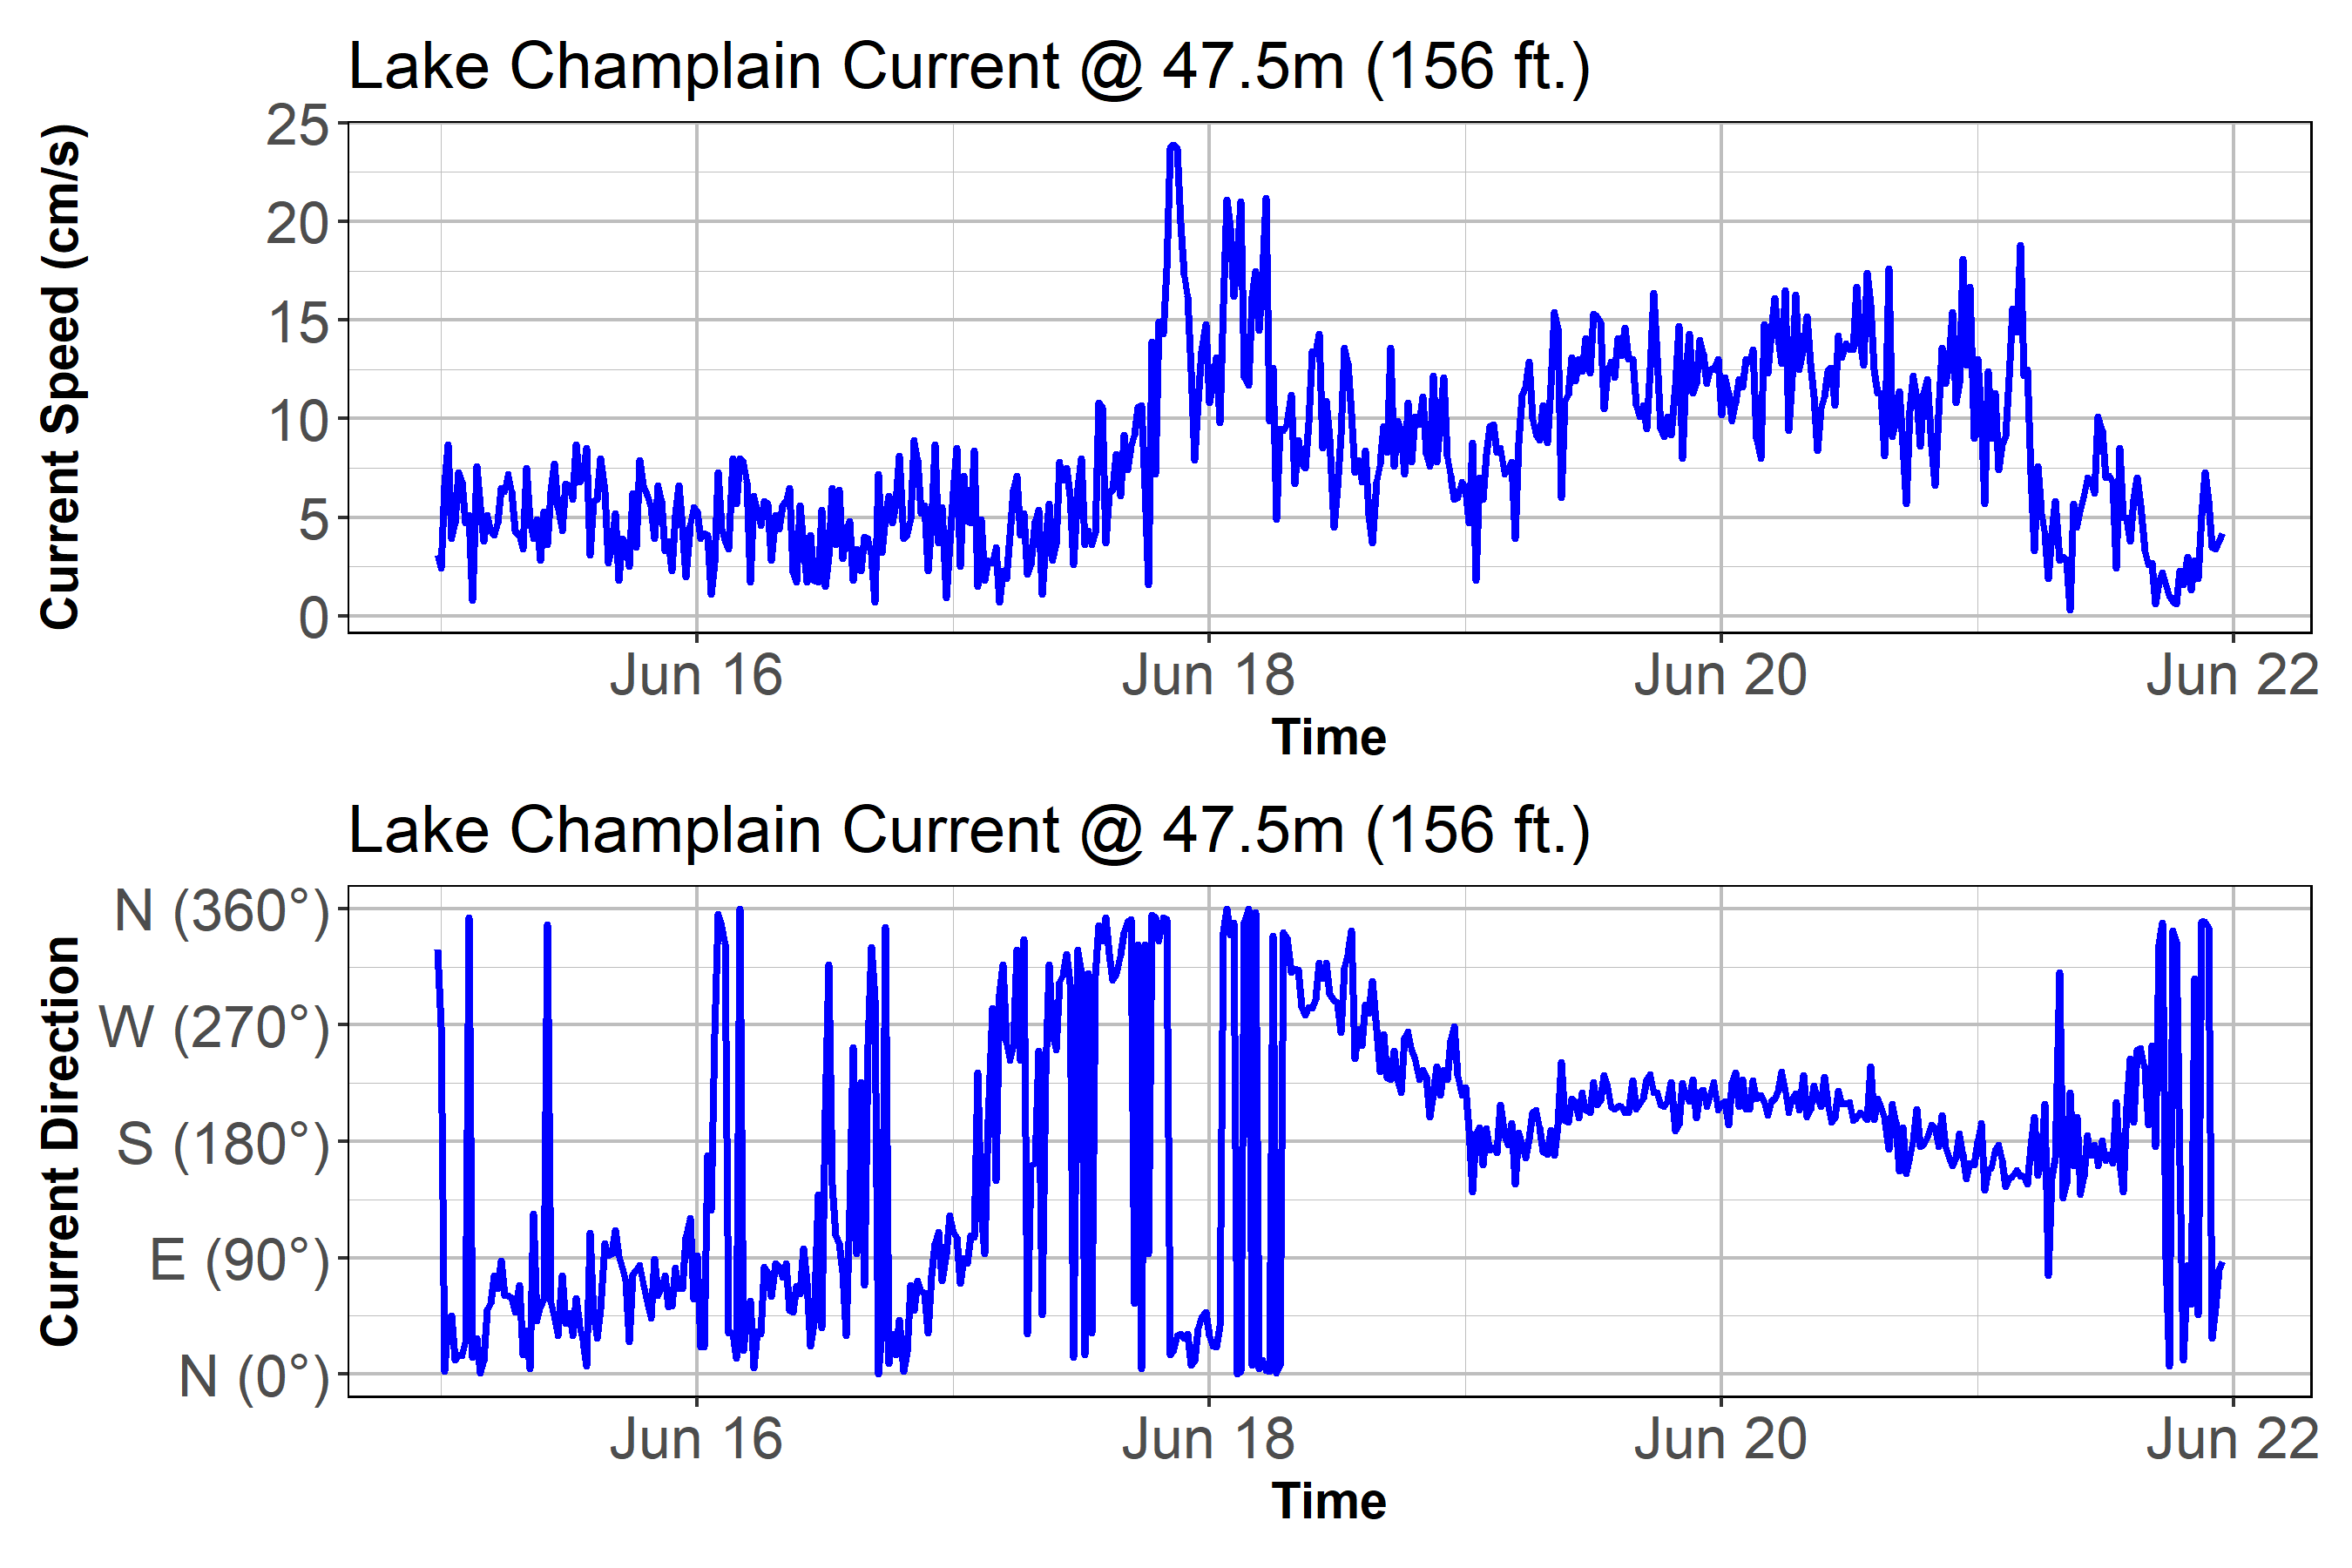 Lake Champlain Current @ 47.5m (156 ft.)
Current Speed (cm/s)
25
20
15
10
5
0
Jun 16 Jun 18 Jun 20 Jun 22
Time
Lake Champlain Current @ 47.5m (156 ft.)
Current Direction
N (360°)
W (270°)
S (180°)
E (90°)
N (0°)
Jun 16 Jun 18 Jun 20 Jun 22
Time